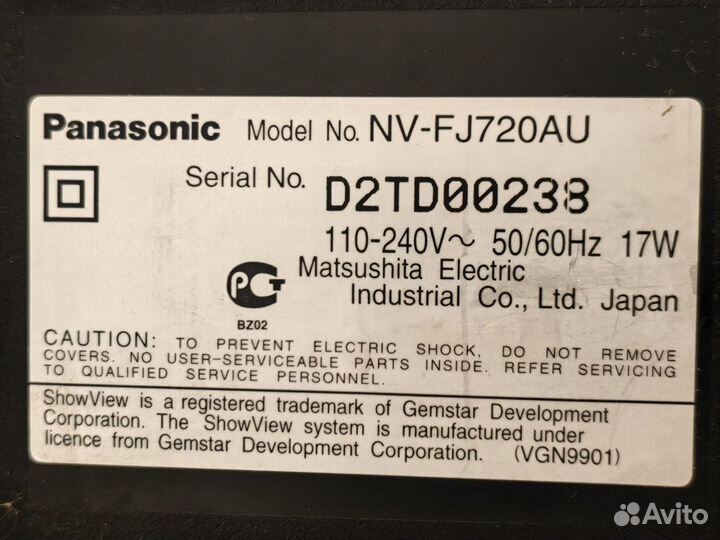 Panasonic Model No. NV-FJ720AU
Serial No. D2TD00238
110-240V~ 50/60Hz 17W
Matsushita Electric
Industrial Co., Ltd. Japan
PCT
BZ02
CAUTION: TO PREVENT ELECTRIC SHOCK, DO NOT REMOVE
COVERS. NO USER-SERVICEABLE PARTS INSIDE. REFER SERVICING
TO QUALIFIED SERVICE PERSONNEL.
ShowView is a registered trademark of Gemstar Development
Corporation. The ShowView system is manufactured under
licence from Gemstar Development Corporation. (VGN9901)
Avito